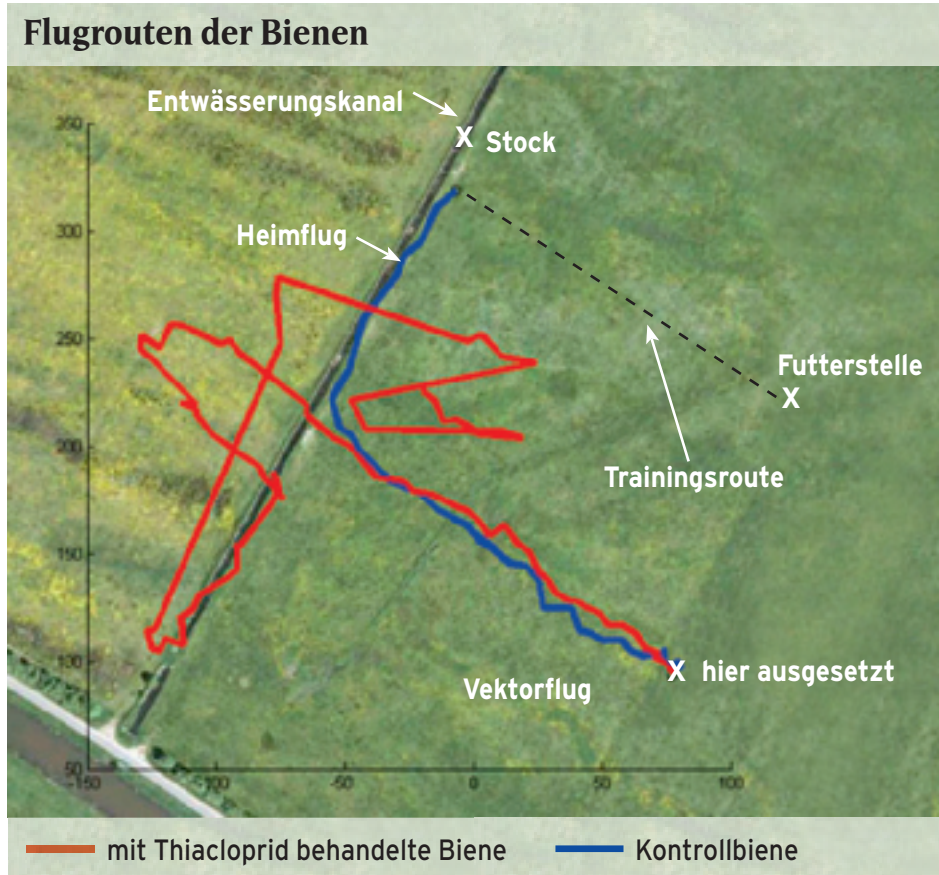 Flugrouten der Bienen
Entwässerungskanal
X Stock
350
300
Heimflug
250
Futterstelle
X
200
Trainingsroute
150
100
X hier ausgesetzt
Vektorflug
50
-150
-100
-50
0
50
100
mit Thiacloprid behandelte Biene
Kontrollbiene